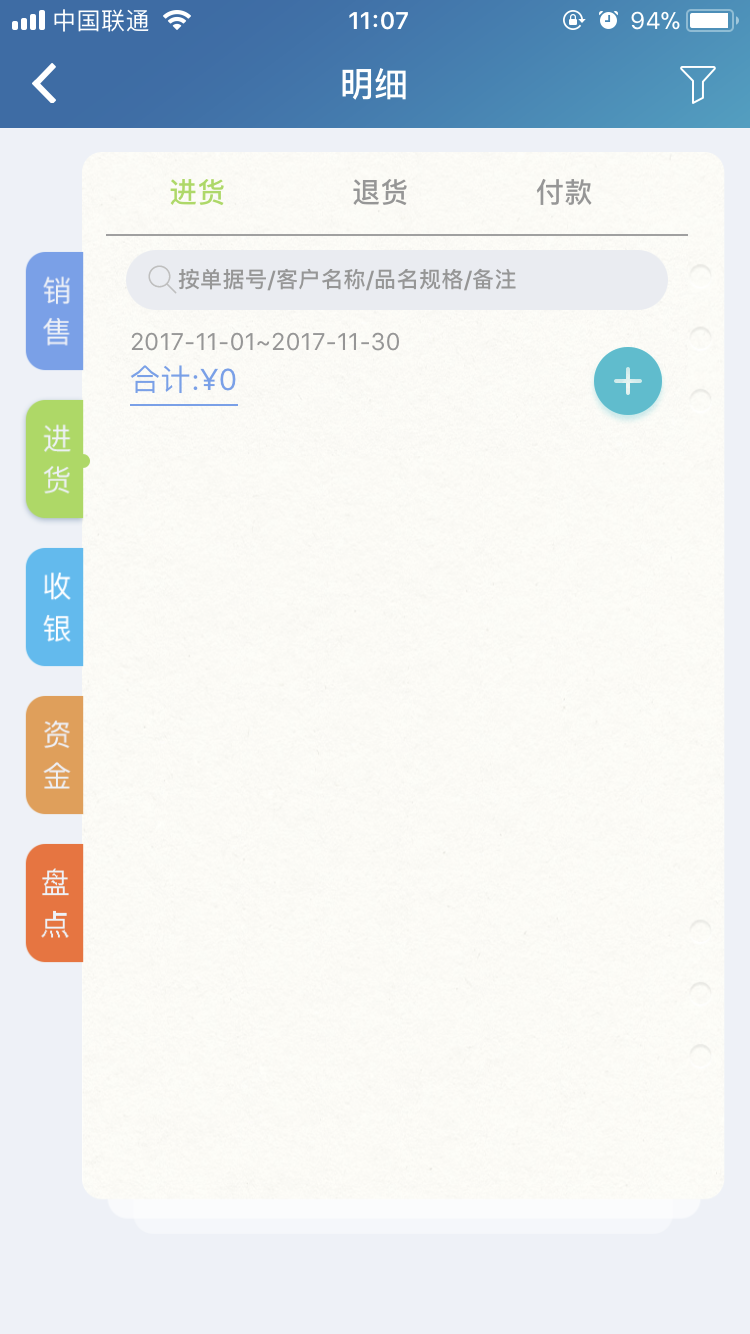 中国联通 11:07 94%
明细
进货 退货 付款
按单据号/客户名称/品名规格/备注
2017-11-01~2017-11-30
合计:¥0
销
售
进
货
收
银
资
金
盘
点